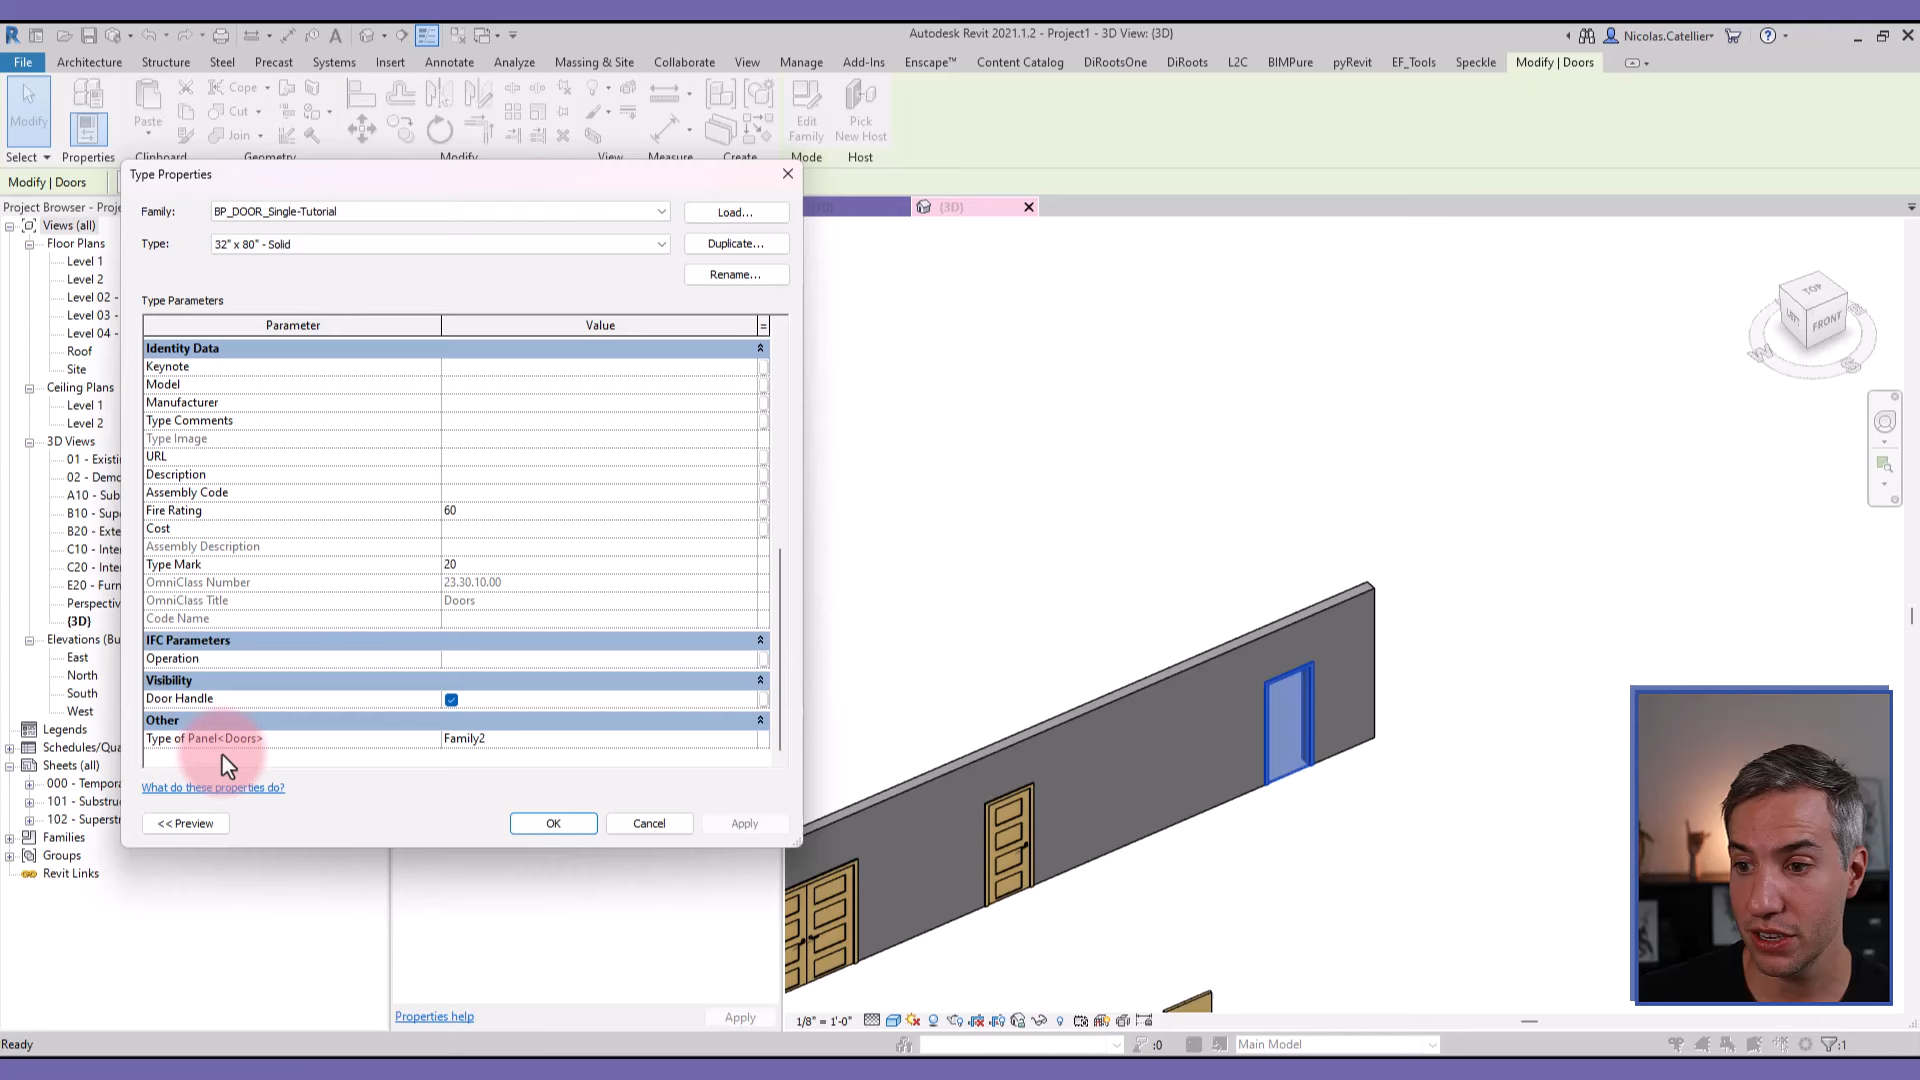 Autodesk Revit 2021.1.2 - Project1 - 3D View: {3D}
Nicolas.Catellier*
File Architecture Structure Steel Precast Systems Insert Annotate Analyze Massing & Site Collaborate View Manage Add-Ins Enscape™ Content Catalog DiRootsOne DiRoots L2C BIMPure pyRevit EF_Tools Speckle Modify | Doors
Modify
Paste
Cope
Cut
Join
Edit
Family
Pick
New Host
Select Properties Clipboard Geometry Modify View Measure Create Mode Host
Modify | Doors
Project Browser - Proje
Views (all)
Floor Plans
Level 1
Level 2
Level 02 -
Level 03 -
Level 04 -
Roof
Site
Ceiling Plans
Level 1
Level 2
3D Views
01 - Existi
02 - Demo
A10 - Sub
B10 - Sup
B20 - Exte
C10 - Inte
C20 - Inte
E20 - Furn
Perspectiv
{3D}
Elevations (Bu
East
North
South
West
Legends
Schedules/Qua
Sheets (all)
000 - Tempora
101 - Substru
102 - Superst
Families
Groups
Revit Links
Type Properties
Family: BP_DOOR_Single-Tutorial Load...
Type: 32" x 80" - Solid Duplicate...
Rename...
Type Parameters
Parameter Value =
Identity Data
Keynote
Model
Manufacturer
Type Comments
Type Image
URL
Description
Assembly Code
Fire Rating 60
Cost
Assembly Description
Type Mark 20
OmniClass Number 23.30.10.00
OmniClass Title Doors
Code Name
IFC Parameters
Operation
Visibility
Door Handle
Other
Type of Panel<Doors> Family2
What do these properties do?
<< Preview OK Cancel Apply
{3D}
TOP
LEFT FRONT
W S
Properties help Apply
1/8" = 1'-0"
Ready
:0 Main Model :1